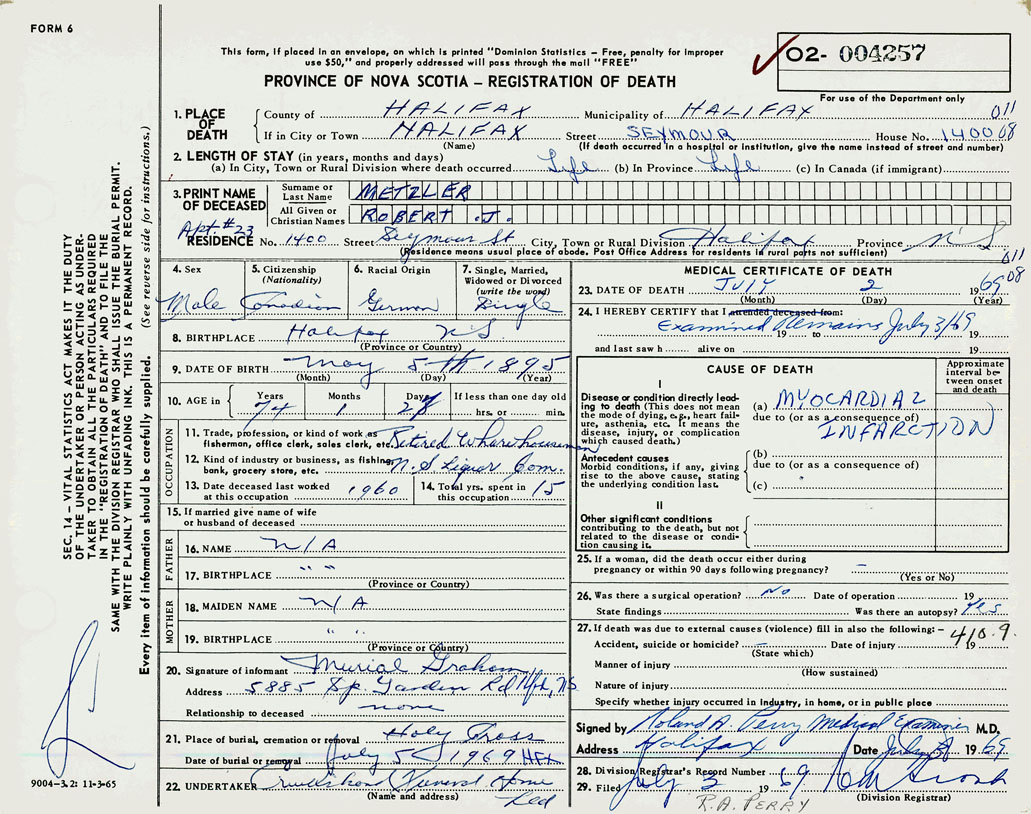 FORM 6
This form, if placed in an envelope, on which is printed "Dominion Statistics – Free, penalty for improper
use $50," and properly addressed will pass through the mail "FREE"
O2- 004257
PROVINCE OF NOVA SCOTIA – REGISTRATION OF DEATH
For use of the Department only
1. PLACE OF DEATH
County of HALIFAX Municipality of HALIFAX 011
If in City or Town HALIFAX Street SEYMOUR House No. 1400 08
(Name) (If death occurred in a hospital or institution, give the name instead of street and number)
2. LENGTH OF STAY (in years, months and days)
(a) In City, Town or Rural Division where death occurred Life (b) In Province Life (c) In Canada (if immigrant)
3. PRINT NAME OF DECEASED
Surname or Last Name METZLER
All Given or Christian Names ROBERT J.
Apt. #23
RESIDENCE No. 1400 Street Seymour St City, Town or Rural Division Halifax Province N S
(Residence means usual place of abode. Post Office Address for residents in rural parts not sufficient) 011 08
4. Sex Male
5. Citizenship (Nationality) Canadian
6. Racial Origin German
7. Single, Married, Widowed or Divorced (write the word) Single
8. BIRTHPLACE Halifax N S
(Province or Country)
9. DATE OF BIRTH May 5th 1895
(Month) (Day) (Year)
10. AGE in Years 74 Months 1 Days 28 If less than one day old hrs. or min.
OCCUPATION
11. Trade, profession, or kind of work as fisherman, office clerk, sales clerk, etc. Retired Wharehouseman
12. Kind of industry or business, as fishing, bank, grocery store, etc. N.S Liquor Com.
13. Date deceased last worked at this occupation 1960
14. Total yrs. spent in this occupation 15
15. If married give name of wife or husband of deceased
FATHER
16. NAME N/A
17. BIRTHPLACE " "
(Province or Country)
MOTHER
18. MAIDEN NAME N/A
19. BIRTHPLACE " "
(Province or Country)
20. Signature of informant Murial Graham
Address 5885 Sp. Garden Rd Hfx, NS
Relationship to deceased none
21. Place of burial, cremation or removal Holy Cross
Date of burial or removal July 5 1969 HFX
22. UNDERTAKER Cruikshank Funeral Home
(Name and address) Ltd
MEDICAL CERTIFICATE OF DEATH
23. DATE OF DEATH JULY 2 1969
(Month) (Day) (Year)
24. I HEREBY CERTIFY that I attended deceased from:
Examined Remains July 3/69
19 to 19
and last saw h alive on 19
CAUSE OF DEATH
Approximate interval between onset and death
I
Disease or condition directly leading to death (This does not mean the mode of dying, e.g., heart failure, asthenia, etc. It means the disease, injury, or complication which caused death.)
(a) MYOCARDIAL
due to (or as a consequence of)
INFARCTION
Antecedent causes
Morbid conditions, if any, giving rise to the above cause, stating the underlying condition last.
(b)
due to (or as a consequence of)
(c)
II
Other significant conditions
contributing to the death, but not related to the disease or condition causing it.
25. If a woman, did the death occur either during
pregnancy or within 90 days following pregnancy? –
(Yes or No)
26. Was there a surgical operation? No Date of operation 19
State findings Was there an autopsy? Yes
27. If death was due to external causes (violence) fill in also the following: – 410.9.
Accident, suicide or homicide? Date of injury 19
(State which)
Manner of injury
(How sustained)
Nature of injury
Specify whether injury occurred in Industry, in home, or in public place
Signed by Roland A. Perry Medical Examiner M.D.
Address Halifax Date July 3 1969
28. Division Registrar's Record Number
29. Filed July 3 1969
(Division Registrar)
R.A. PERRY
SEC. 14 – VITAL STATISTICS ACT MAKES IT THE DUTY
OF THE UNDERTAKER OR PERSON ACTING AS UNDER-
TAKER TO OBTAIN ALL THE PARTICULARS REQUIRED
IN THE "REGISTRATION OF DEATH" AND TO FILE THE
SAME WITH THE DIVISION REGISTRAR WHO SHALL ISSUE THE BURIAL PERMIT.
WRITE PLAINLY WITH UNFADING INK. THIS IS A PERMANENT RECORD.
Every item of information should be carefully supplied. (See reverse side for instructions.)
9004–3.2: 11-3-65